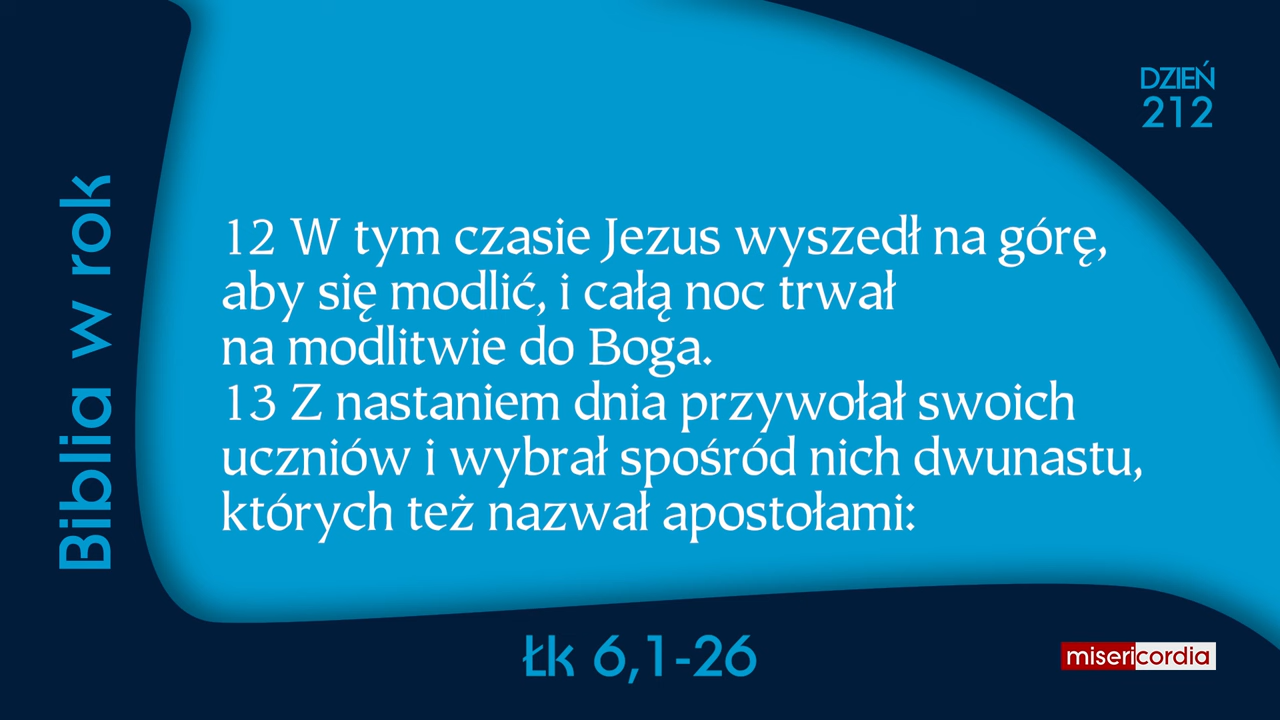 DZIEŃ
212
Biblia w rok
12 W tym czasie Jezus wyszedł na górę,
aby się modlić, i całą noc trwał
na modlitwie do Boga.
13 Z nastaniem dnia przywołał swoich
uczniów i wybrał spośród nich dwunastu,
których też nazwał apostołami:
Łk 6,1-26
misericordia